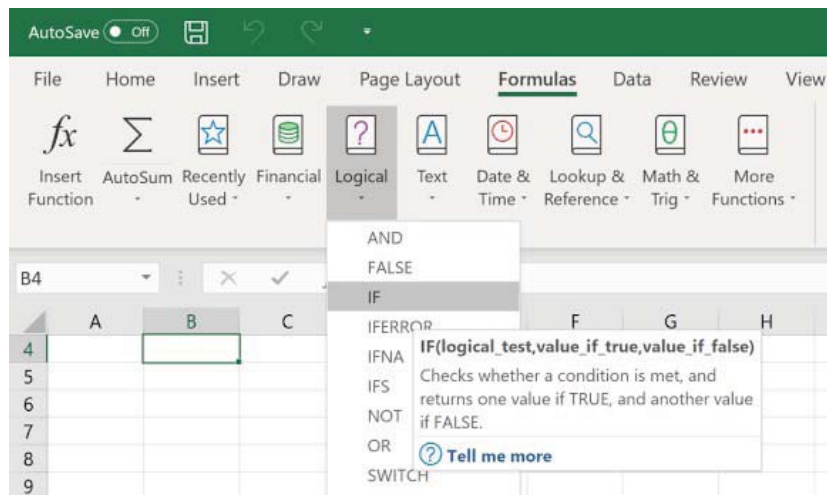 AutoSave Off
File Home Insert Draw Page Layout Formulas Data Review View
fx Σ ? A θ
Insert Function AutoSum Recently Used Financial Logical Text Date & Time Lookup & Reference Math & Trig More Functions
AND
FALSE
B4
IF
A B C F G H
IFERROR
IF(logical_test,value_if_true,value_if_false)
4
IFNA
Checks whether a condition is met, and
5
IFS
returns one value if TRUE, and another value
6
NOT
if FALSE.
7
OR
? Tell me more
8
SWITCH
9